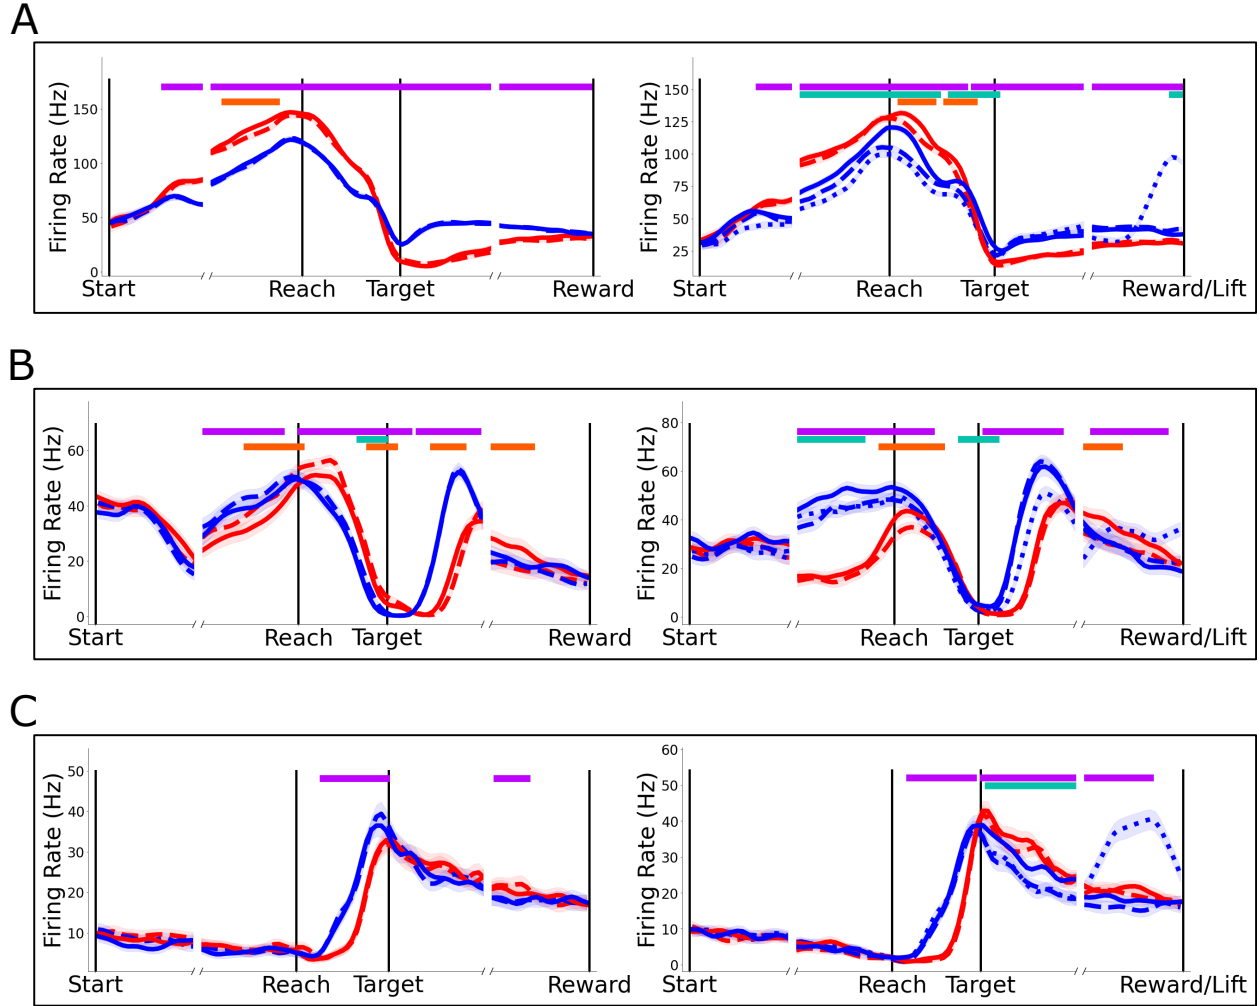 A
Firing Rate (Hz)
150
100
50
0
Start
Reach
Target
Reward
Firing Rate (Hz)
150
125
100
75
50
25
Start
Reach
Target
Reward/Lift
B
Firing Rate (Hz)
60
40
20
0
Start
Reach
Target
Reward
Firing Rate (Hz)
80
60
40
20
0
Start
Reach
Target
Reward/Lift
C
Firing Rate (Hz)
50
40
30
20
10
Start
Reach
Target
Reward
Firing Rate (Hz)
60
50
40
30
20
10
0
Start
Reach
Target
Reward/Lift